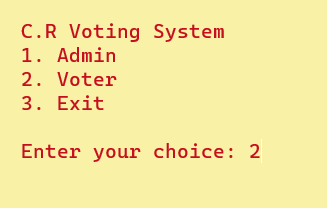 C.R Voting System
1. Admin
2. Voter
3. Exit
Enter your choice: 2